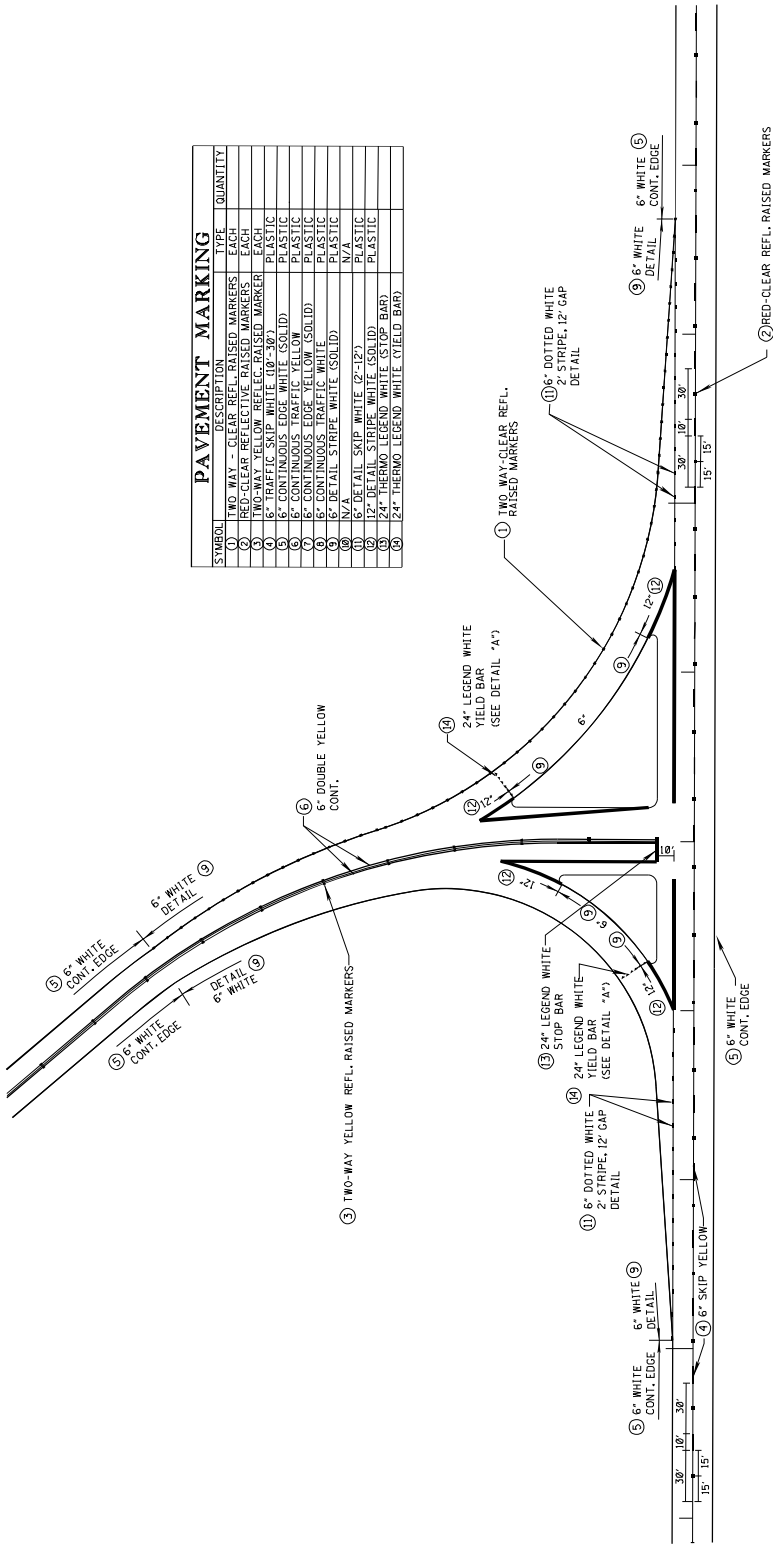 PAVEMENT MARKING
SYMBOL DESCRIPTION TYPE QUANTITY
1 TWO WAY - CLEAR REFL. RAISED MARKERS EACH
2 RED-CLEAR REFLECTIVE RAISED MARKERS EACH
3 TWO-WAY YELLOW REFLEC. RAISED MARKER EACH
4 6" TRAFFIC SKIP WHITE (10'-30') PLASTIC
5 6" CONTINUOUS EDGE WHITE (SOLID) PLASTIC
6 6" CONTINUOUS TRAFFIC YELLOW PLASTIC
7 6" CONTINUOUS EDGE YELLOW (SOLID) PLASTIC
8 6" CONTINUOUS TRAFFIC WHITE PLASTIC
9 6" DETAIL STRIPE WHITE (SOLID) PLASTIC
10 N/A N/A
11 6" DETAIL SKIP WHITE (2'-12') PLASTIC
12 12" DETAIL STRIPE WHITE (SOLID) PLASTIC
13 24" THERMO LEGEND WHITE (STOP BAR)
14 24" THERMO LEGEND WHITE (YIELD BAR)
5 6" WHITE
CONT. EDGE
6" WHITE 9
DETAIL
5 6" WHITE
CONT. EDGE
DETAIL 9
6" WHITE
3 TWO-WAY YELLOW REFL. RAISED MARKERS
6
6" DOUBLE YELLOW
CONT.
14
24" LEGEND WHITE
YIELD BAR
(SEE DETAIL "A")
1 TWO WAY-CLEAR REFL.
RAISED MARKERS
11 6" DOTTED WHITE
2' STRIPE, 12' GAP
DETAIL
9 6" WHITE
DETAIL
6" WHITE 5
CONT. EDGE
12
12"
9
6"
9
12"
12
12
12"
9
6"
9
12"
12
10'
13 24" LEGEND WHITE
STOP BAR
14
24" LEGEND WHITE
YIELD BAR
(SEE DETAIL "A")
11 6" DOTTED WHITE
2' STRIPE, 12' GAP
DETAIL
5 6" WHITE
CONT. EDGE
6" WHITE 9
DETAIL
4 6" SKIP YELLOW
30' 10' 30'
15' 15'
30' 10' 30'
15' 15'
5 6" WHITE
CONT. EDGE
2 RED-CLEAR REFL. RAISED MARKERS